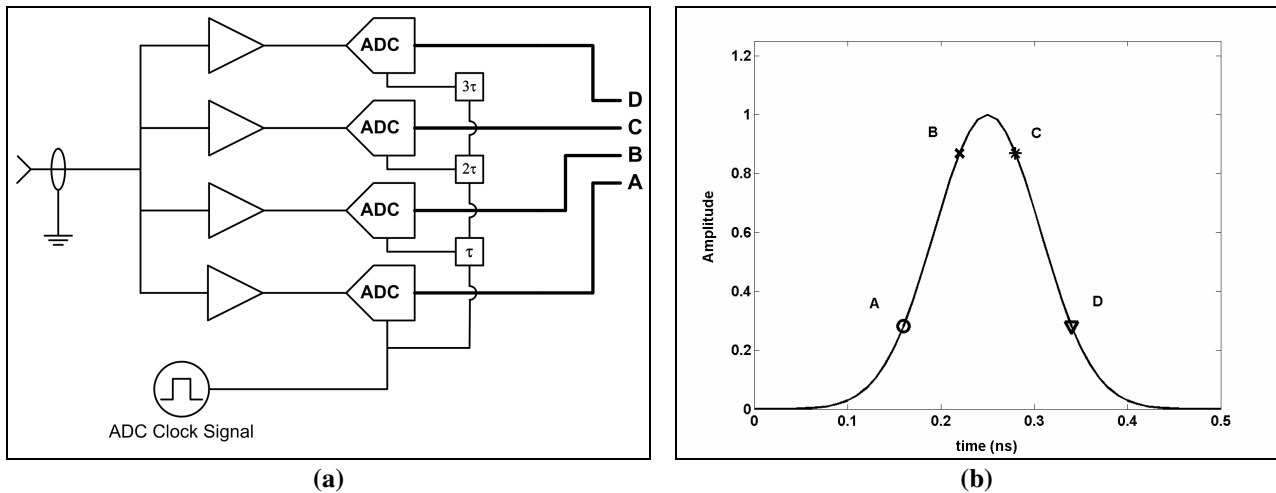 ADC
3τ
D
ADC
C
2τ
B
ADC
A
τ
ADC
ADC Clock Signal
(a)
1.2
1
0.8
0.6
0.4
0.2
0
Amplitude
B
C
A
D
0
0.1
0.2
0.3
0.4
0.5
time (ns)
(b)